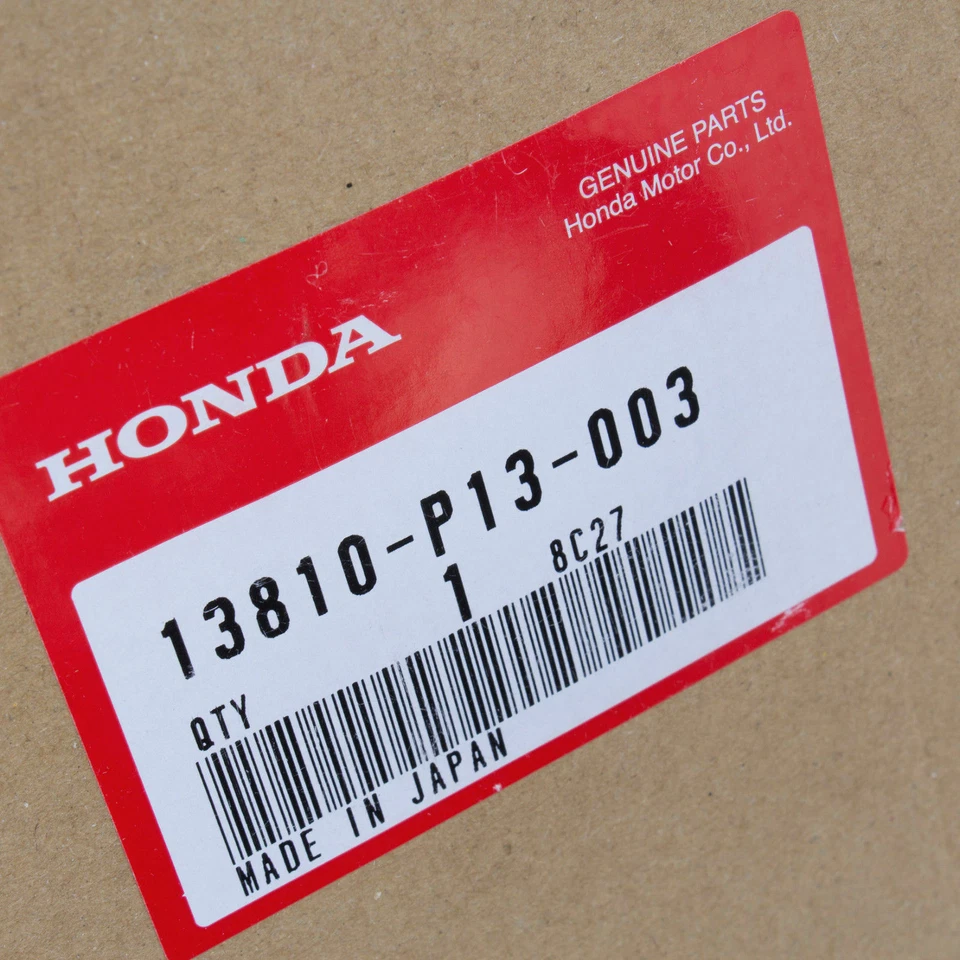 GENUINE PARTS
Honda Motor Co., Ltd.
HONDA
13810-P13-003
QTY 1 8C27
MADE IN JAPAN